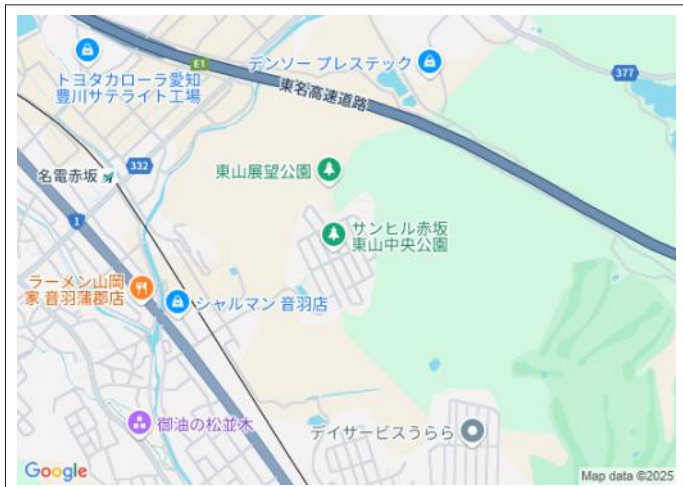 デンソー プレステック
E1
377
トヨタカローラ愛知
豊川サテライト工場
東名高速道路
東山展望公園
332
名電赤坂
1
サンヒル赤坂
東山中央公園
ラーメン山岡
家 音羽蒲郡店
シャルマン 音羽店
御油の松並木
デイサービスうらら
Google
Map data ©2025